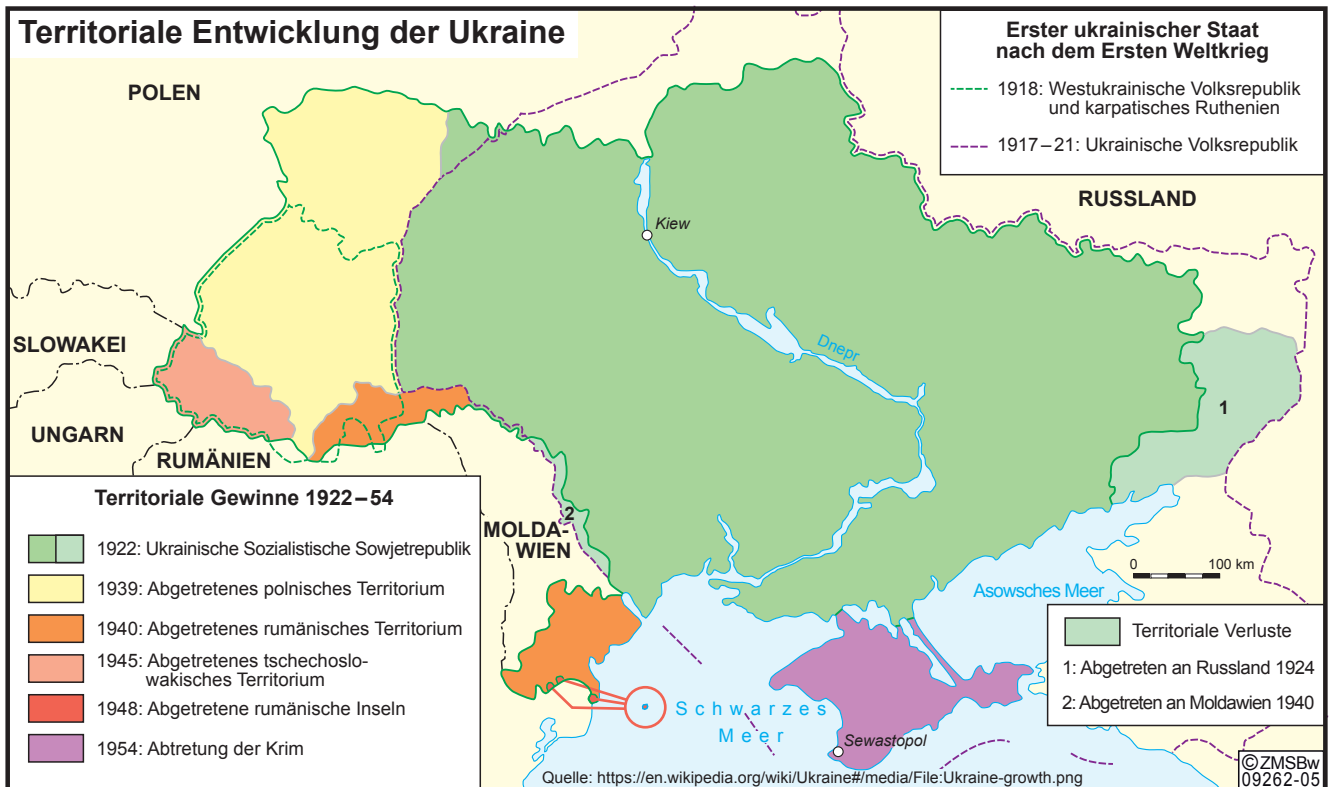 Territoriale Entwicklung der Ukraine
Erster ukrainischer Staat
nach dem Ersten Weltkrieg
1918: Westukrainische Volksrepublik
und karpatisches Ruthenien
1917–21: Ukrainische Volksrepublik
POLEN
RUSSLAND
Kiew
SLOWAKEI
Dnepr
1
UNGARN
RUMÄNIEN
Territoriale Gewinne 1922–54
1922: Ukrainische Sozialistische Sowjetrepublik
1939: Abgetretenes polnisches Territorium
1940: Abgetretenes rumänisches Territorium
1945: Abgetretenes tschechoslo-
wakisches Territorium
1948: Abgetretene rumänische Inseln
1954: Abtretung der Krim
2
MOLDA-
WIEN
0 100 km
Asowsches Meer
Territoriale Verluste
1: Abgetreten an Russland 1924
2: Abgetreten an Moldawien 1940
Schwarzes
Meer
Sewastopol
Quelle: https://en.wikipedia.org/wiki/Ukraine#/media/File:Ukraine-growth.png
©ZMSBw
09262-05